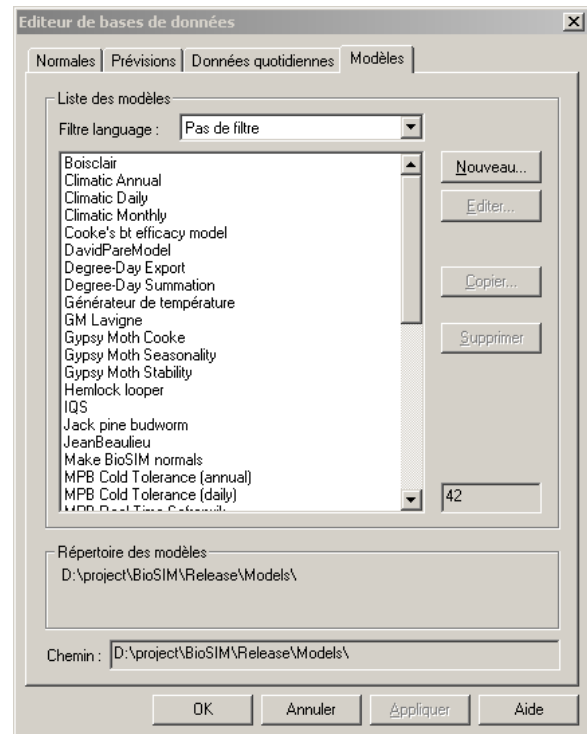 Editeur de bases de données
Normales Prévisions Données quotidiennes Modèles
Liste des modèles
Filtre language : Pas de filtre
Boisclair
Climatic Annual
Climatic Daily
Climatic Monthly
Cooke's bt efficacy model
DavidPareModel
Degree-Day Export
Degree-Day Summation
Générateur de température
GM Lavigne
Gypsy Moth Cooke
Gypsy Moth Seasonality
Gypsy Moth Stability
Hemlock looper
IQS
Jack pine budworm
JeanBeaulieu
Make BioSIM normals
MPB Cold Tolerance (annual)
MPB Cold Tolerance (daily)
MPB Real Time
Nouveau...
Editer...
Copier...
Supprimer
42
Répertoire des modèles
D:\project\BioSIM\Release\Models\
Chemin : D:\project\BioSIM\Release\Models\
OK Annuler Appliquer Aide